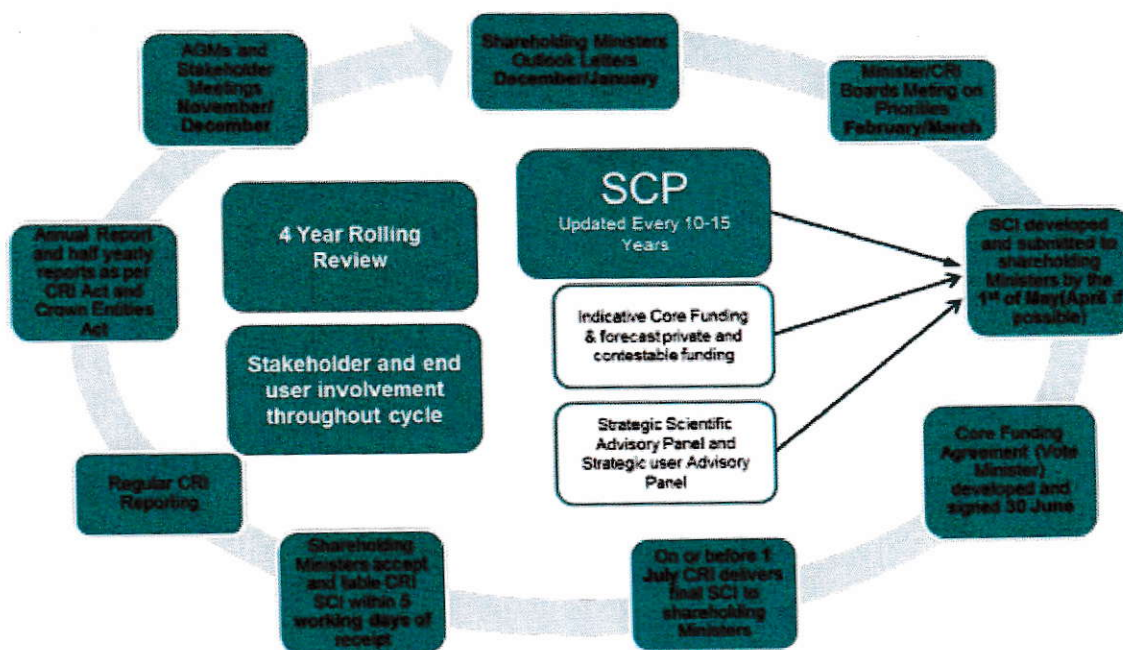 Shareholding Ministers
Outlook Letters
December/January
Minister/CRI
Boards Meting on
Priorities
February/March
SCI developed
and submitted to
shareholding
Ministers by the
1st of May(April if
possible)
Core Funding
Agreement (Vote
Minister)
developed and
signed 30 June
On or before 1
July CRI delivers
final SCI to
shareholding
Ministers
Shareholding
Ministers accept
and table CRI
SCI within 5
working days of
receipt
Regular CRI
Reporting
Annual Report
and half yearly
reports as per
CRI Act and
Crown Entities
Act
AGMs and
Stakeholder
Meetings
November/
December
4 Year Rolling
Review
Stakeholder and end
user involvement
throughout cycle
SCP
Updated Every 10-15
Years
Indicative Core Funding
& forecast private and
contestable funding
Strategic Scientific
Advisory Panel and
Strategic user Advisory
Panel